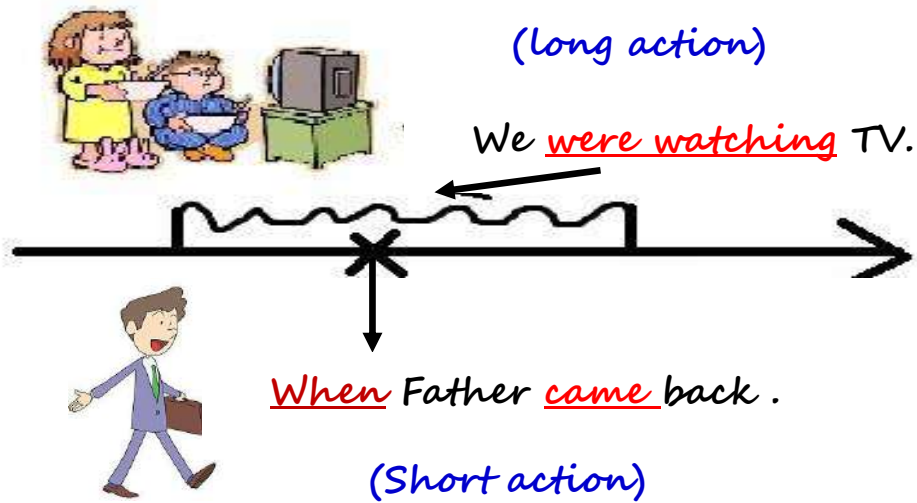 (long action)
We were watching TV.
When Father came back .
(Short action)